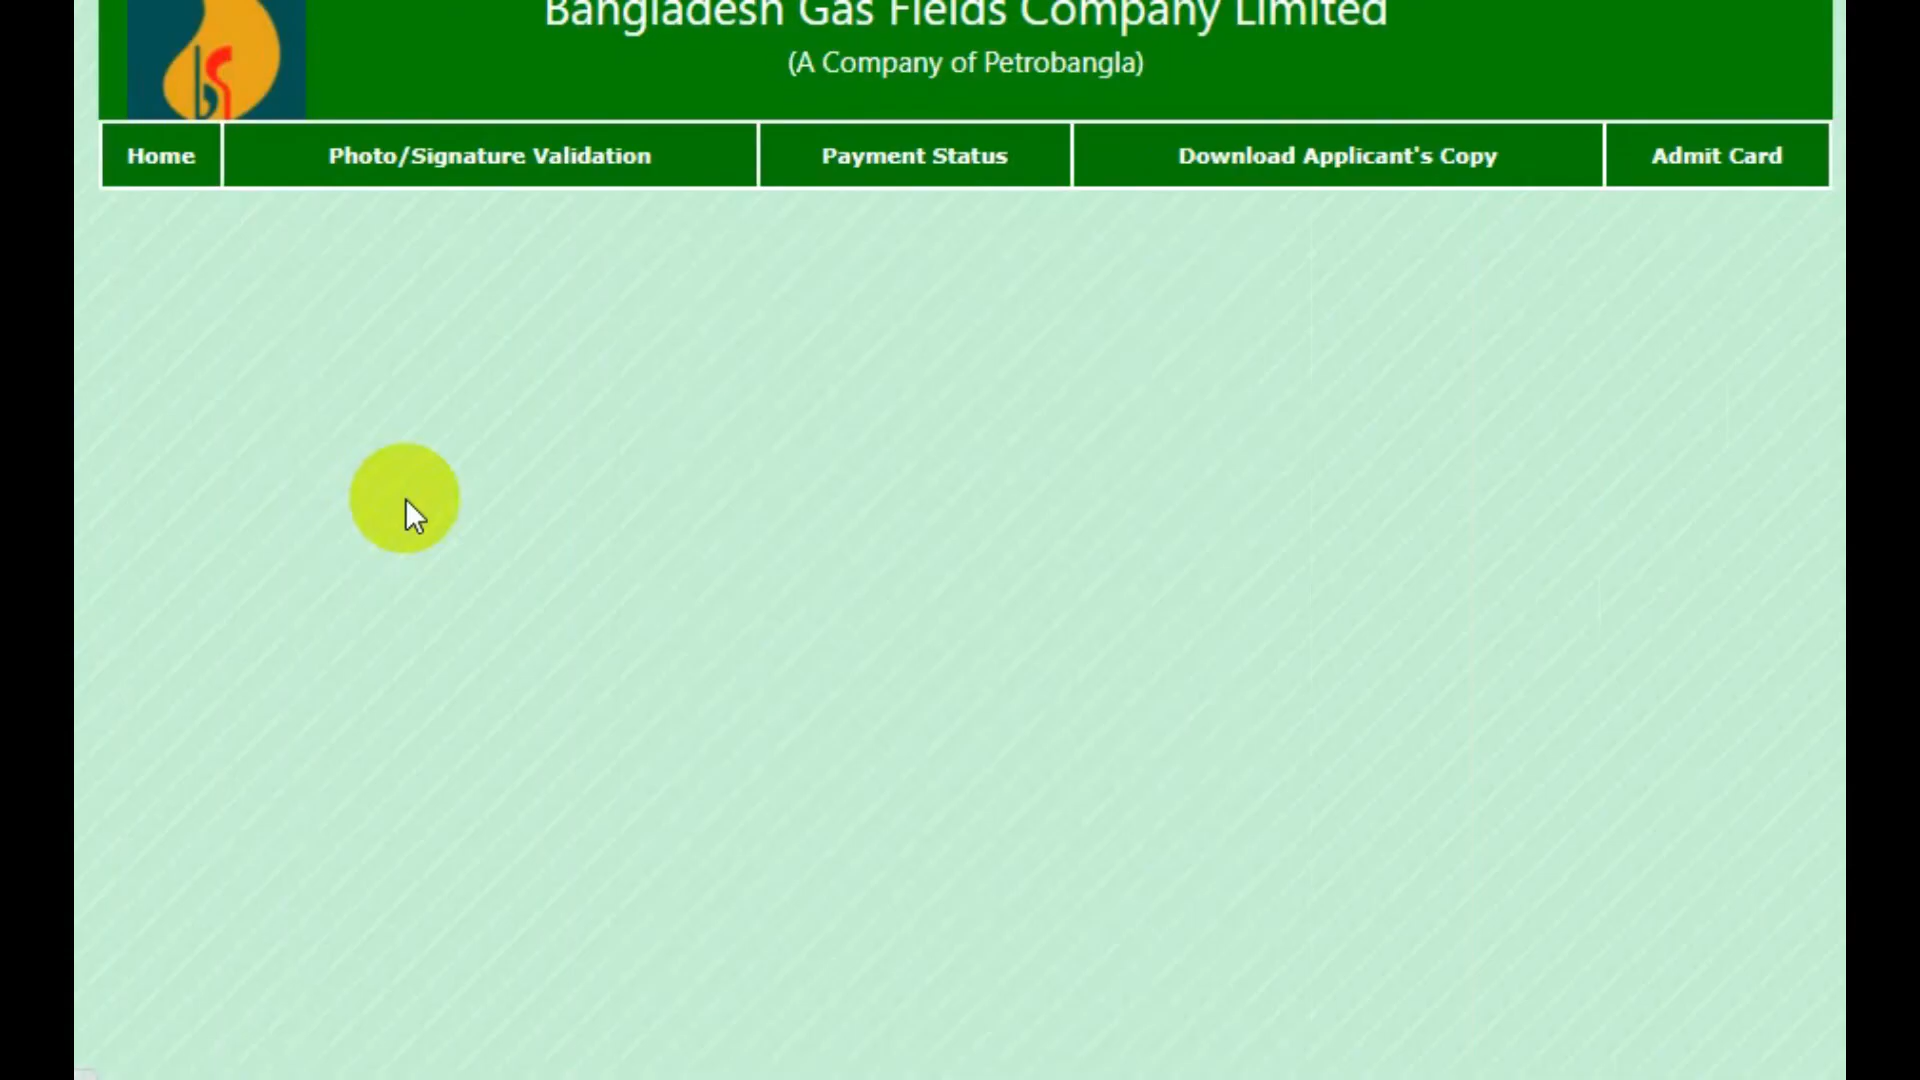 Bangladesh Gas Fields Company Limited
(A Company of Petrobangla)
Home
Photo/Signature Validation
Payment Status
Download Applicant's Copy
Admit Card